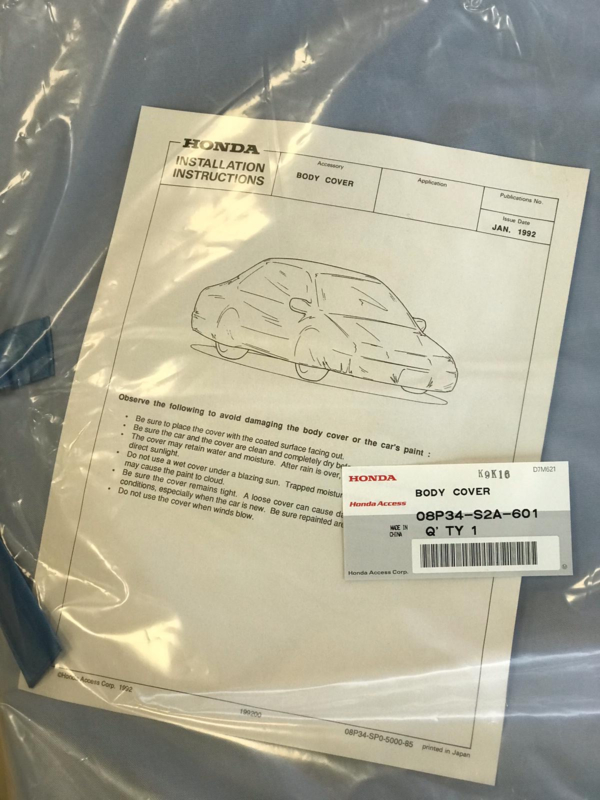 HONDA
INSTALLATION
INSTRUCTIONS
Accessory
BODY COVER
Application
Publications No.
Issue Date
JAN. 1992
Observe the following to avoid damaging the body cover or the car's paint :
• Be sure to place the cover with the coated surface facing out.
• Be sure the car and the cover are clean and completely dry
• The cover may retain water and moisture. After rain is over,
direct sunlight.
• Do not use a wet cover under a blazing sun. Trapped
may cause the paint to cloud.
• Be sure the cover remains tight. A loose cover can cause
conditions, especially when the car is new. Be sure repainted
• Do not use the cover when winds blow.
HONDA
K9K16
D7M621
BODY COVER
Honda Access
08P34-S2A-601
MADE IN
CHINA
Q' TY 1
Honda Access Corp.
©Honda Access Corp. 1992
199200
08P34-SP0-5000-85
printed in Japan